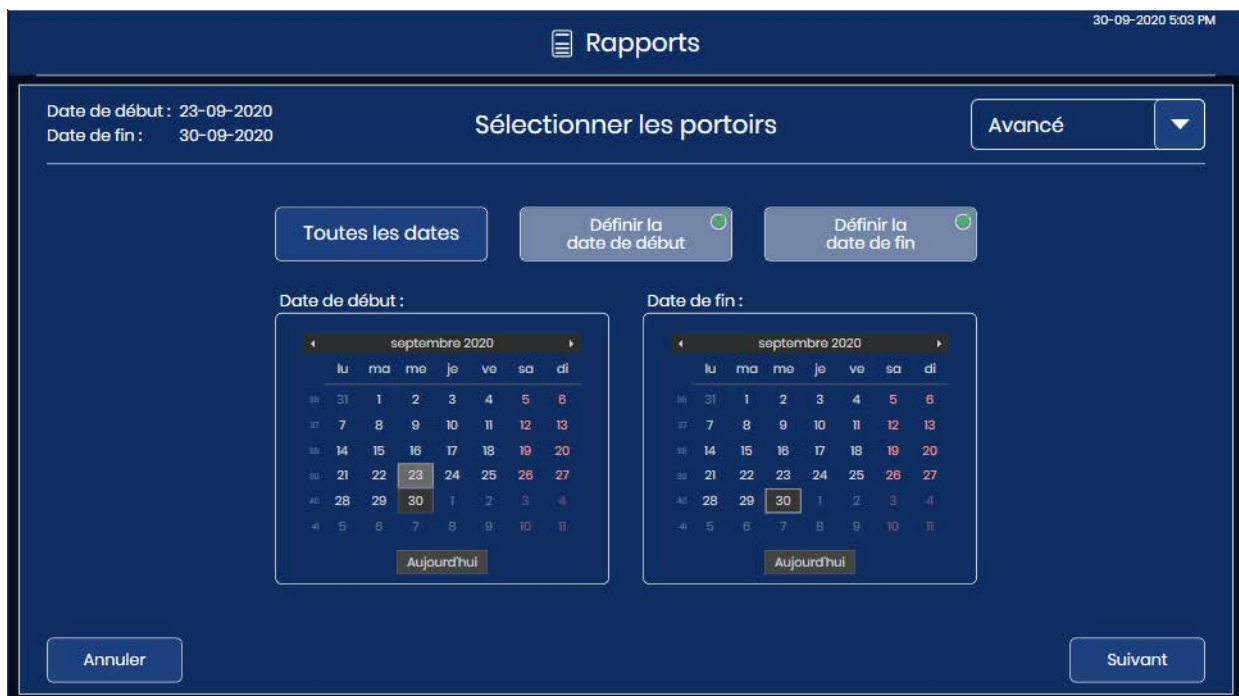 30-09-2020 5:03 PM
Rapports
Date de début : 23-09-2020
Date de fin : 30-09-2020
Sélectionner les portoirs
Avancé
Toutes les dates
Définir la
date de début
Définir la
date de fin
Date de début :
septembre 2020
lu ma me je ve sa di
31 1 2 3 4 5 6
37 7 8 9 10 11 12 13
14 15 16 17 18 19 20
21 22 23 24 25 26 27
40 28 29 30 1 2 3 4
41 5 6 7 8 9 10 11
Aujourd'hui
Date de fin :
septembre 2020
lu ma me je ve sa di
31 1 2 3 4 5 6
37 7 8 9 10 11 12 13
14 15 16 17 18 19 20
21 22 23 24 25 26 27
40 28 29 30 1 2 3 4
41 5 6 7 8 9 10 11
Aujourd'hui
Annuler
Suivant